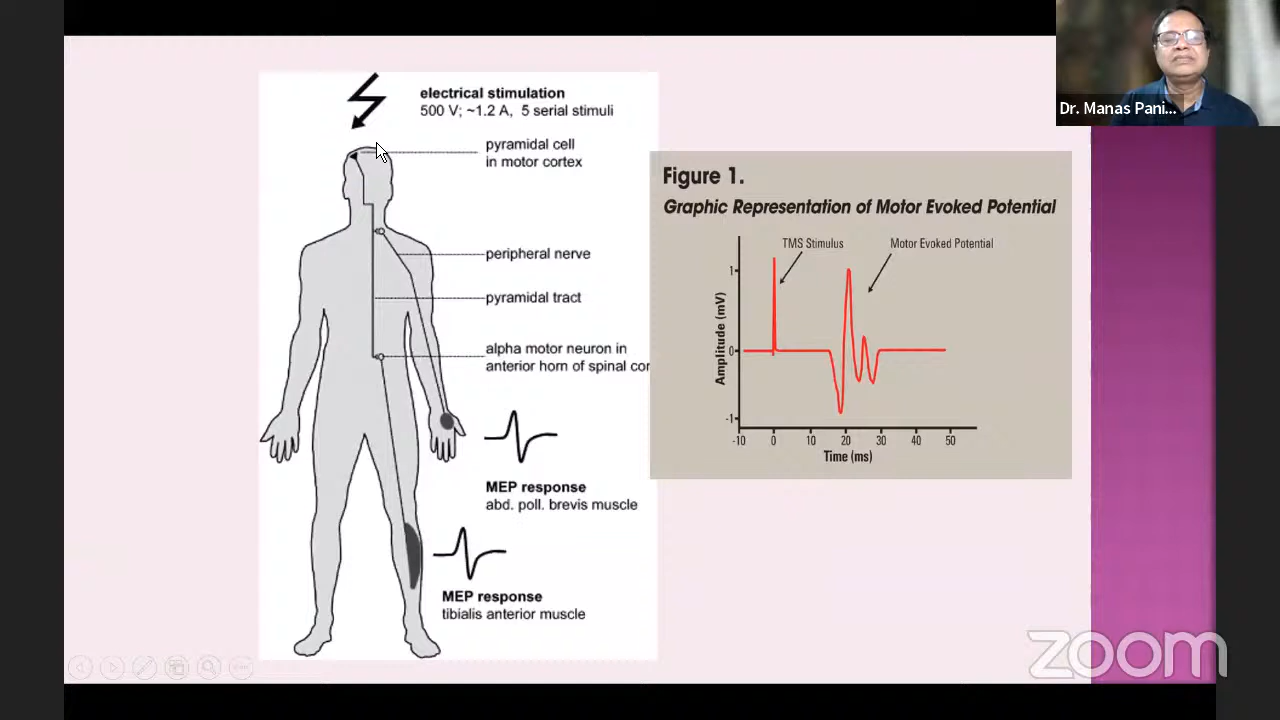 electrical stimulation
500 V; ~1.2 A, 5 serial stimuli
pyramidal cell
in motor cortex
peripheral nerve
pyramidal tract
alpha motor neuron in
anterior horn of spinal cor
MEP response
abd. poll. brevis muscle
MEP response
tibialis anterior muscle
Figure 1.
Graphic Representation of Motor Evoked Potential
TMS Stimulus
Motor Evoked Potential
Amplitude (mV)
1
0
-1
-10 0 10 20 30 40 50
Time (ms)
Dr. Manas Pani...
zoom